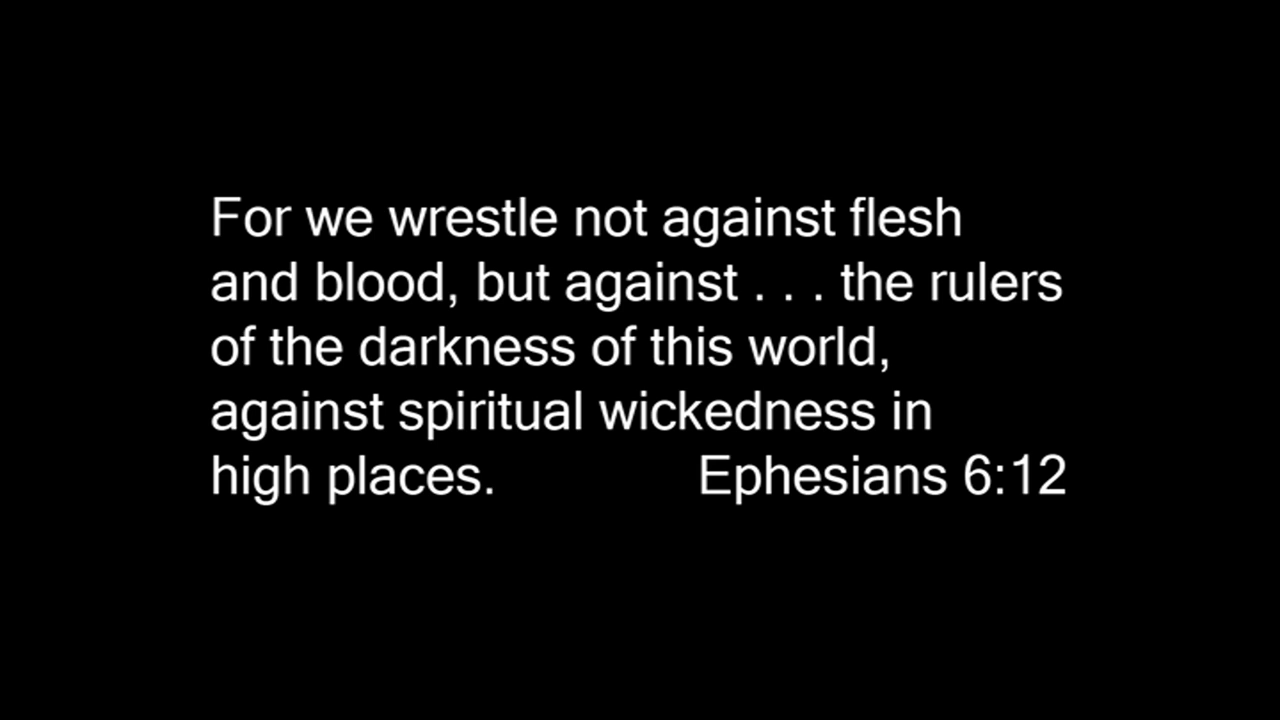 For we wrestle not against flesh
and blood, but against . . . the rulers
of the darkness of this world,
against spiritual wickedness in
high places. Ephesians 6:12